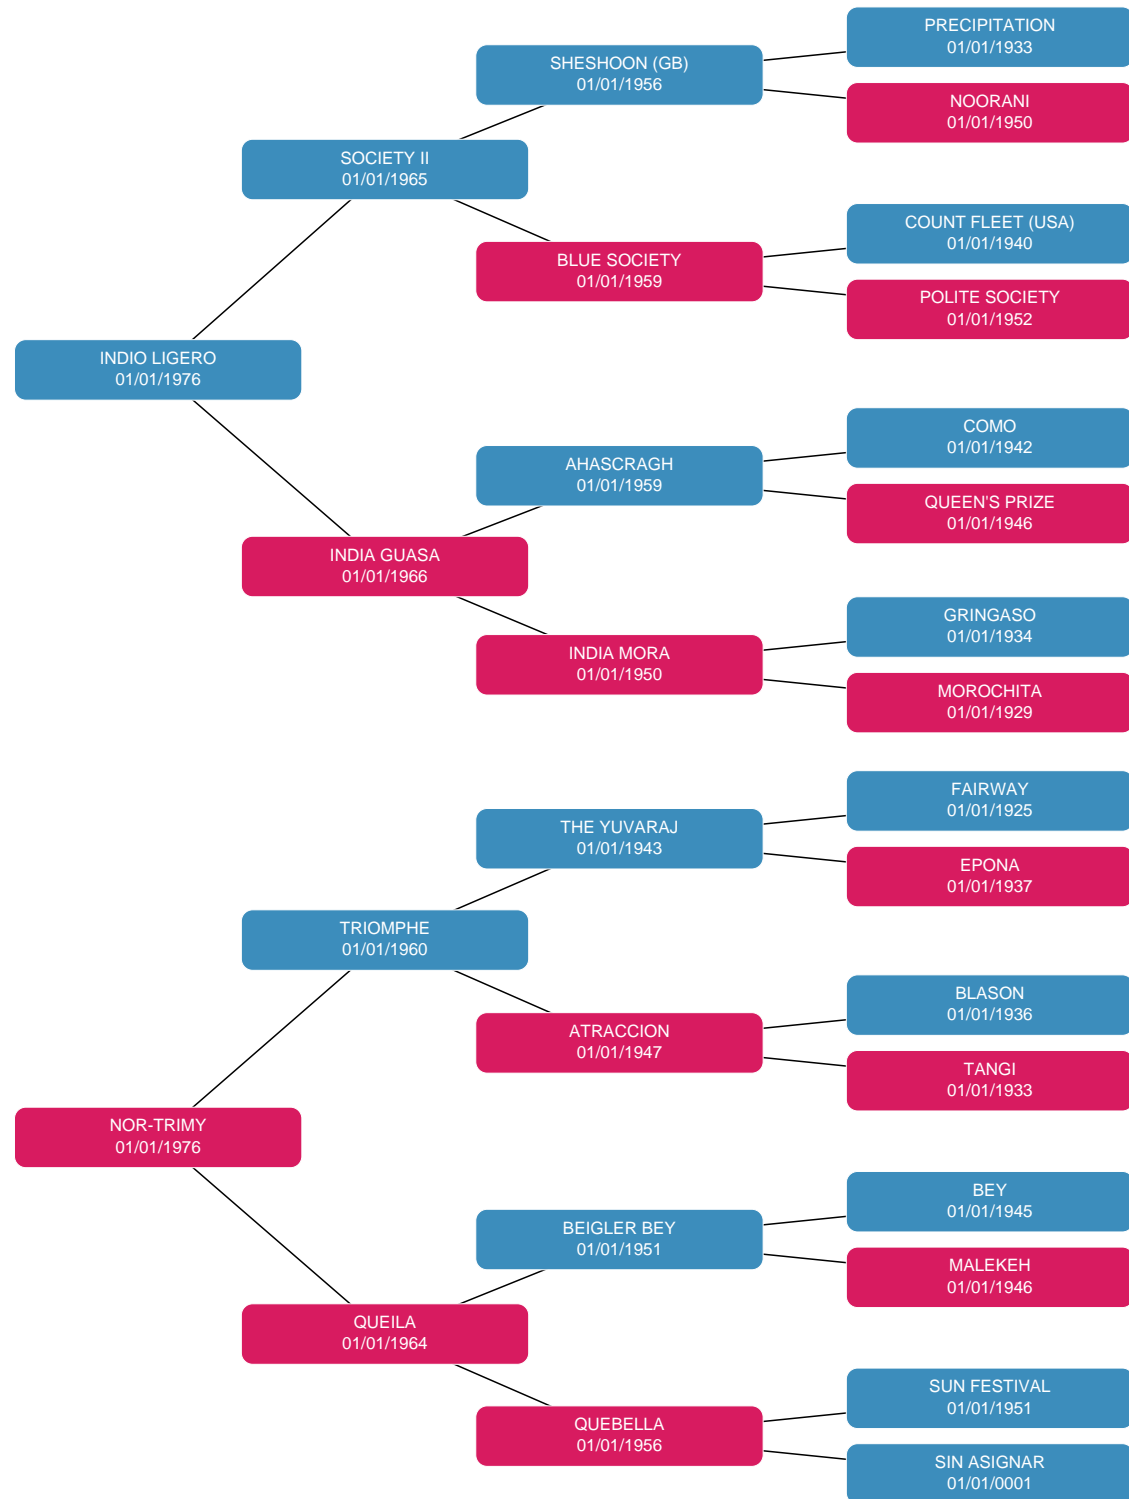 PRECIPITATION
01/01/1933
SHESHOON (GB)
01/01/1956
NOORANI
01/01/1950
SOCIETY II
01/01/1965
COUNT FLEET (USA)
01/01/1940
BLUE SOCIETY
01/01/1959
POLITE SOCIETY
01/01/1952
INDIO LIGERO
01/01/1976
COMO
01/01/1942
AHASCRAGH
01/01/1959
QUEEN'S PRIZE
01/01/1946
INDIA GUASA
01/01/1966
GRINGASO
01/01/1934
INDIA MORA
01/01/1950
MOROCHITA
01/01/1929
FAIRWAY
01/01/1925
THE YUVARAJ
01/01/1943
EPONA
01/01/1937
TRIOMPHE
01/01/1960
BLASON
01/01/1936
ATRACCION
01/01/1947
TANGI
01/01/1933
NOR-TRIMY
01/01/1976
BEY
01/01/1945
BEIGLER BEY
01/01/1951
MALEKEH
01/01/1946
QUEILA
01/01/1964
SUN FESTIVAL
01/01/1951
QUEBELLA
01/01/1956
SIN ASIGNAR
01/01/0001